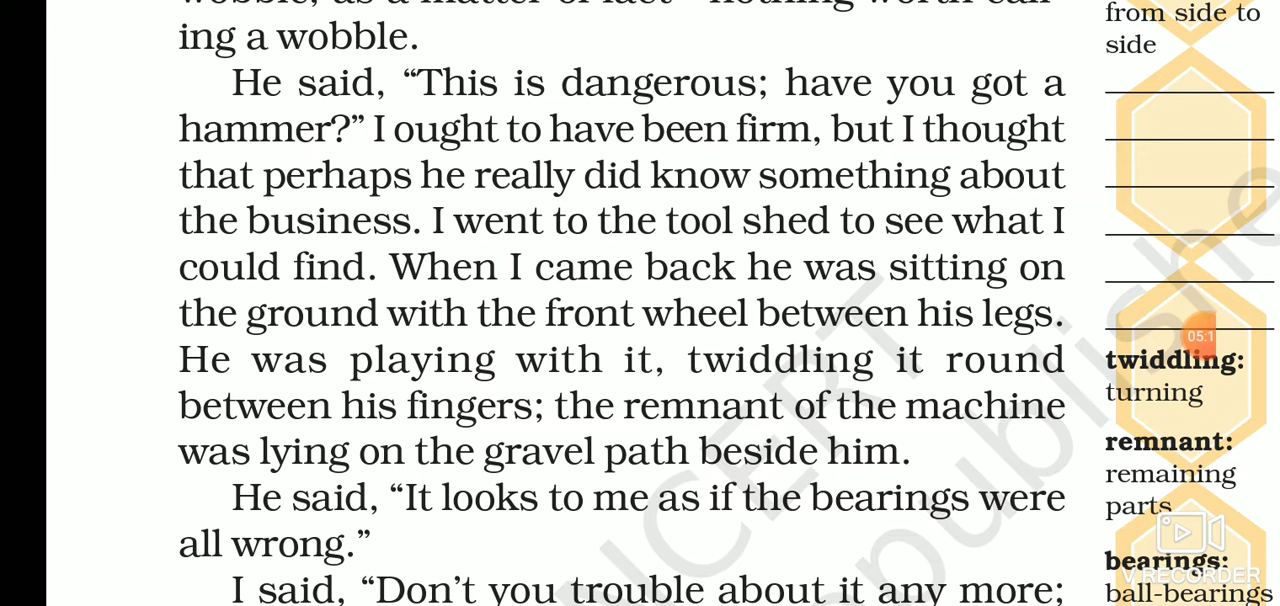 ing a wobble.
He said, “This is dangerous; have you got a
hammer?” I ought to have been firm, but I thought
that perhaps he really did know something about
the business. I went to the tool shed to see what I
could find. When I came back he was sitting on
the ground with the front wheel between his legs.
He was playing with it, twiddling it round
between his fingers; the remnant of the machine
was lying on the gravel path beside him.
He said, “It looks to me as if the bearings were
all wrong.”
I said, “Don’t you trouble about it any more;
from side to
side
05:1
twiddling:
turning
remnant:
remaining
parts
bearings:
ball-bearings
V RECORDER
NCERT